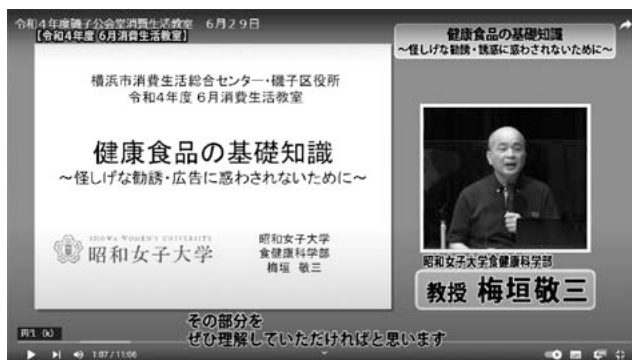 令和4年度磯子公会堂消費生活教室　6月29日
【令和4年度 6月消費生活教室】
健康食品の基礎知識
～怪しげな勧誘・誘惑に惑わされないために～
横浜市消費生活総合センター・磯子区役所
令和4年度 6月消費生活教室
健康食品の基礎知識
～怪しげな勧誘・広告に惑わされないために～
SHOWA WOMEN'S UNIVERSITY
昭和女子大学
昭和女子大学
食健康科学部
梅垣 敬三
昭和女子大学食健康科学部
教授 梅垣敬三
その部分を
ぜひ理解していただければと思います
再生 (k)
1:07 / 11:06